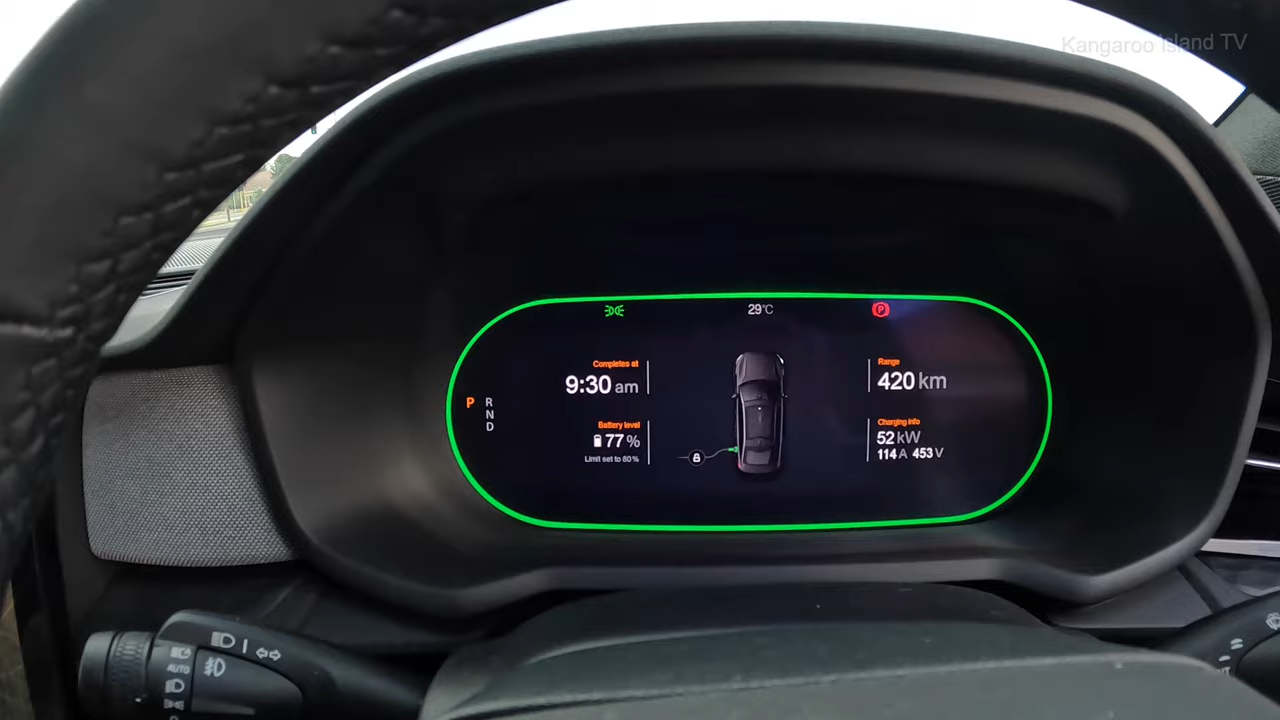 Kangaroo Island TV
29°C
P
Completes at
9:30 am
Battery level
77 %
Limit set to 80 %
P
R
N
D
Range
420 km
Charging info
52 kW
114 A 453 V
AUTO